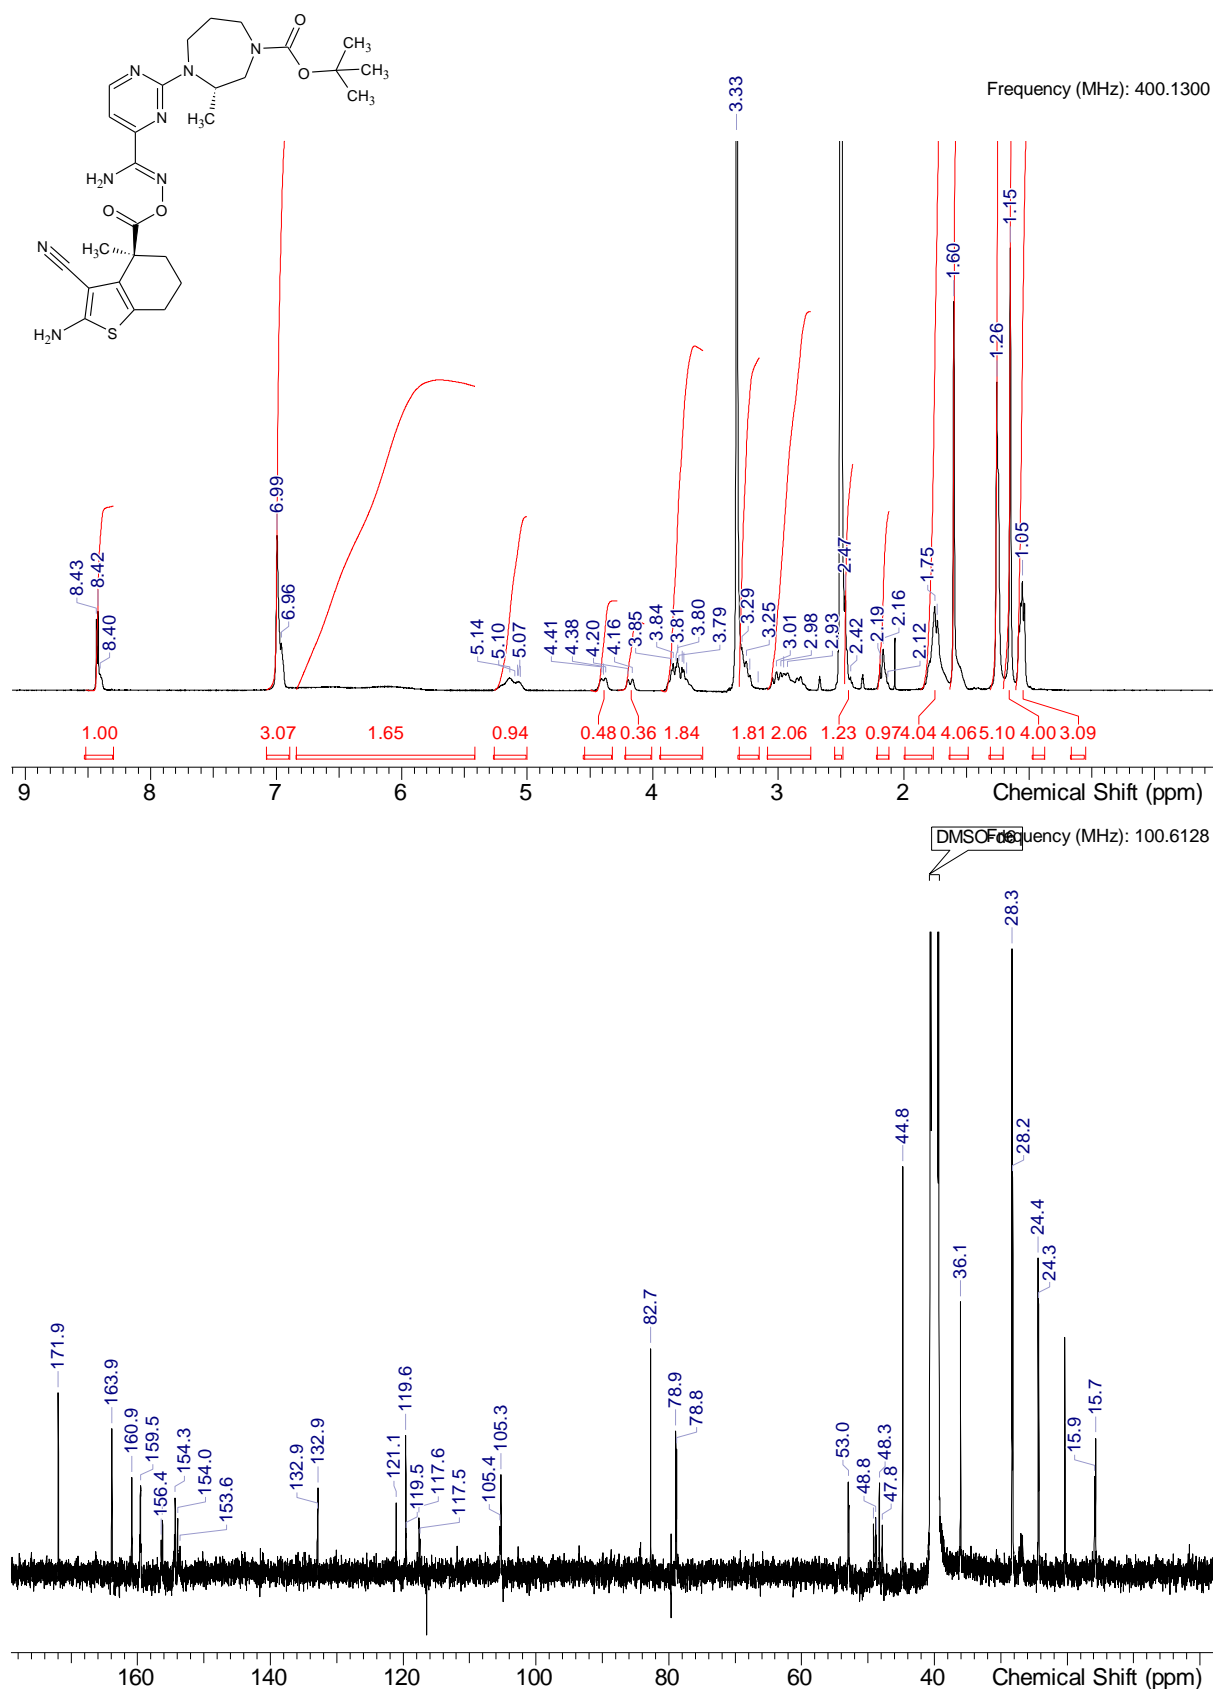 O
CH3
N
N
O
CH3
CH3
N
N
N
H3C
H2N
N
O
O
N
H3C
H2N
S
Frequency (MHz): 400.1300
3.33
1.15
1.60
1.26
6.99
2.47
1.05
8.43
8.42
8.40
6.96
5.14
5.10
5.07
4.41
4.38
4.20
4.16
3.85
3.84
3.81
3.80
3.79
3.29
3.25
3.01
2.98
2.93
2.42
2.19
2.16
2.12
1.75
1.00 3.07 1.65 0.94 0.48 0.36 1.84 1.81 2.06 1.23 0.97 4.04 4.06 5.10 4.00 3.09
9 8 7 6 5 4 3 2 Chemical Shift (ppm)
DMSO-d6
Frequency (MHz): 100.6128
171.9
163.9
160.9
159.5
156.4
154.3
154.0
153.6
132.9
132.9
121.1
119.6
119.5
117.6
117.5
105.4
105.3
82.7
78.9
78.8
53.0
48.8
48.3
47.8
44.8
36.1
28.3
28.2
24.4
24.3
15.9
15.7
160 140 120 100 80 60 40 Chemical Shift (ppm)